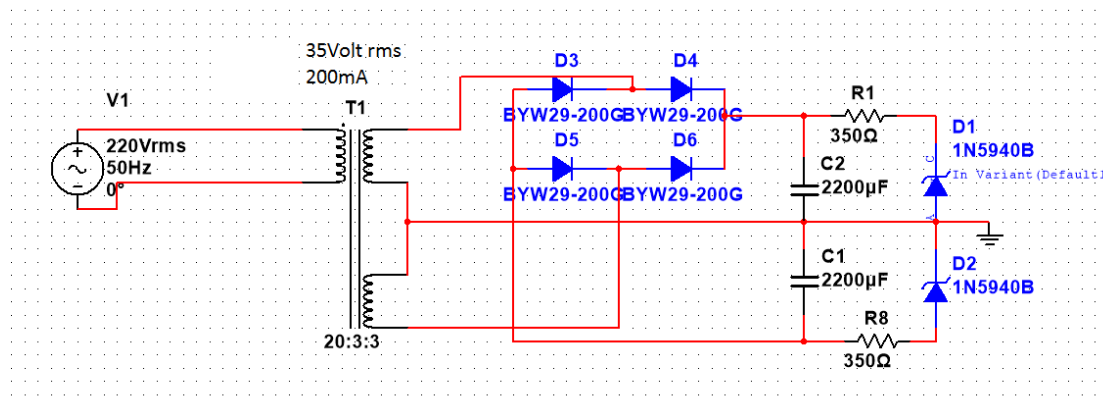 35Volt rms
200mA
V1
220Vrms
50Hz
0°
T1
20:3:3
D3
BYW29-200G
D4
BYW29-200G
D5
BYW29-200G
D6
BYW29-200G
R1
350Ω
C2
2200µF
D1
1N5940B
In Variant(Default1
C
A
C1
2200µF
D2
1N5940B
R8
350Ω